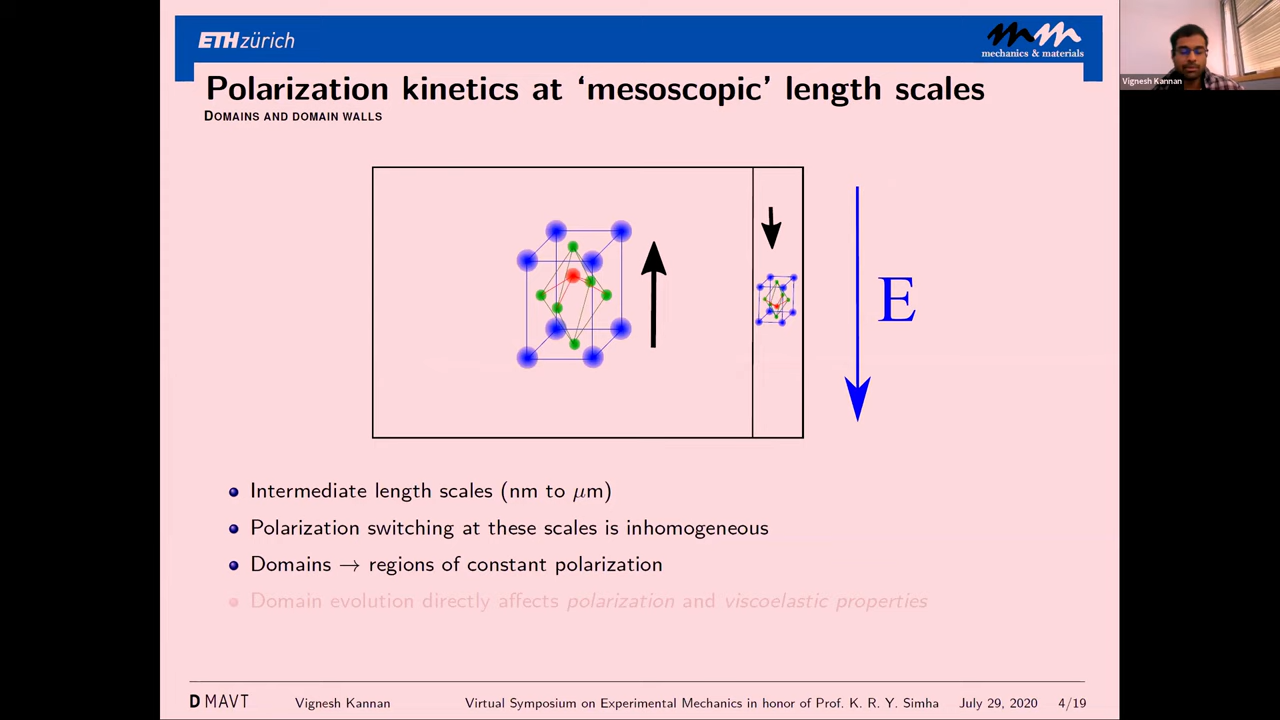 ETH zürich
mm
mechanics & materials
Vignesh Kannan
Polarization kinetics at ‘mesoscopic’ length scales
DOMAINS AND DOMAIN WALLS
E
Intermediate length scales (nm to μm)
Polarization switching at these scales is inhomogeneous
Domains → regions of constant polarization
Domain evolution directly affects polarization and viscoelastic properties
D MAVT Vignesh Kannan Virtual Symposium on Experimental Mechanics in honor of Prof. K. R. Y. Simha July 29, 2020 4/19